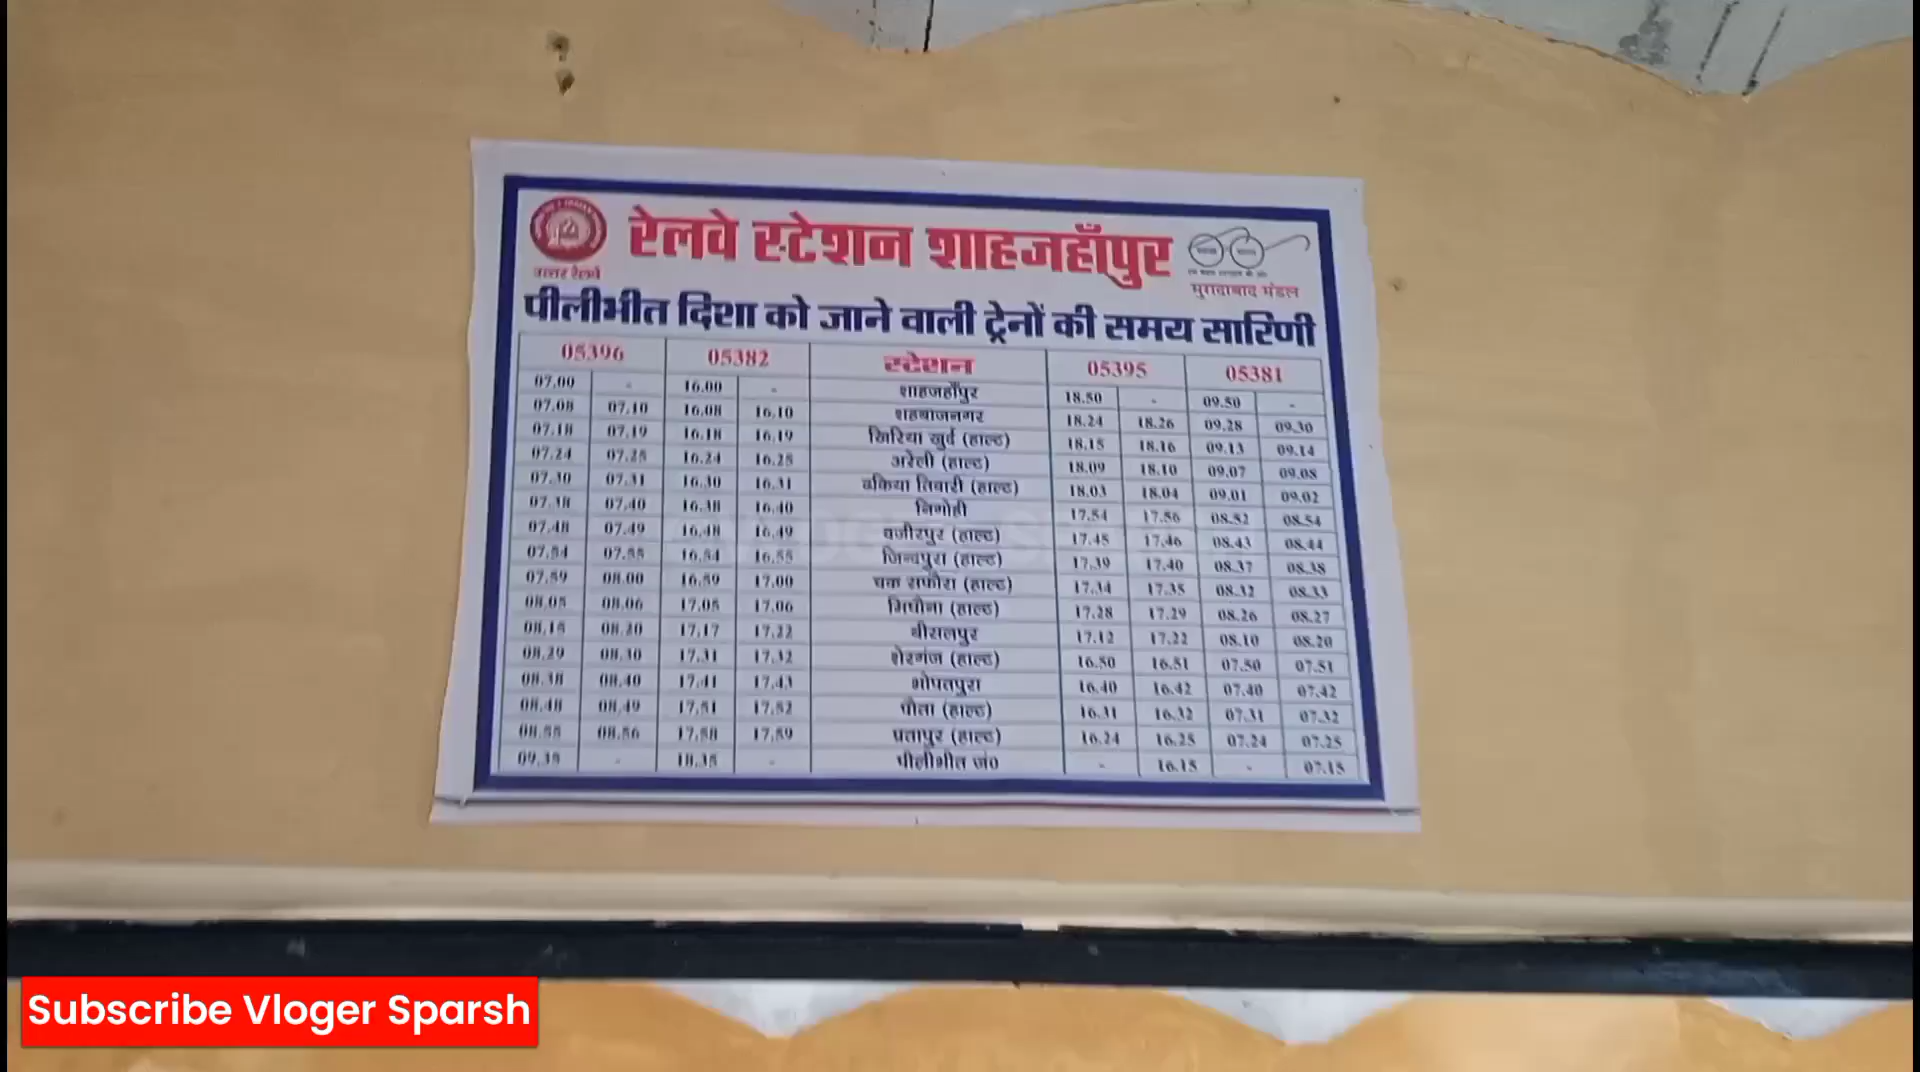 रेलवे स्टेशन शाहजहाँपुर
उत्तर रेलवे
मुरादाबाद मंडल
पीलीभीत दिशा को जाने वाली ट्रेनों की समय सारिणी
05396 05382 स्टेशन 05395 05381
07.00 - 16.00 - शाहजहाँपुर 18.50 - 09.50 -
07.08 07.10 16.08 16.10 शहबाजनगर 18.24 18.26 09.28 09.30
07.18 07.19 16.18 16.19 खिरिया खुर्द (हाल्ट) 18.15 18.16 09.13 09.14
07.24 07.25 16.24 16.25 अरेली (हाल्ट) 18.09 18.10 09.07 09.08
07.30 07.31 16.30 16.31 ढकिया तिवारी (हाल्ट) 18.03 18.04 09.01 09.02
07.38 07.40 16.38 16.40 निगोही 17.54 17.56 08.52 08.54
07.48 07.49 16.48 16.49 वजीरपुर (हाल्ट) 17.45 17.46 08.43 08.44
07.54 07.55 16.54 16.55 जिन्दपुरा (हाल्ट) 17.39 17.40 08.37 08.38
07.59 08.00 16.59 17.00 चक सफौरा (हाल्ट) 17.34 17.35 08.32 08.33
08.05 08.06 17.05 17.06 मिघौना (हाल्ट) 17.28 17.29 08.26 08.27
08.15 08.20 17.17 17.22 बीसलपुर 17.12 17.22 08.10 08.20
08.29 08.30 17.31 17.32 शेरगंज (हाल्ट) 16.50 16.51 07.50 07.51
08.38 08.40 17.41 17.43 भोपतपुरा 16.40 16.42 07.40 07.42
08.48 08.49 17.51 17.52 पौता (हाल्ट) 16.31 16.32 07.31 07.32
08.55 08.56 17.58 17.59 प्रतापुर (हाल्ट) 16.24 16.25 07.24 07.25
09.35 - 18.35 - पीलीभीत जं० - 16.15 - 07.15
Subscribe Vloger Sparsh